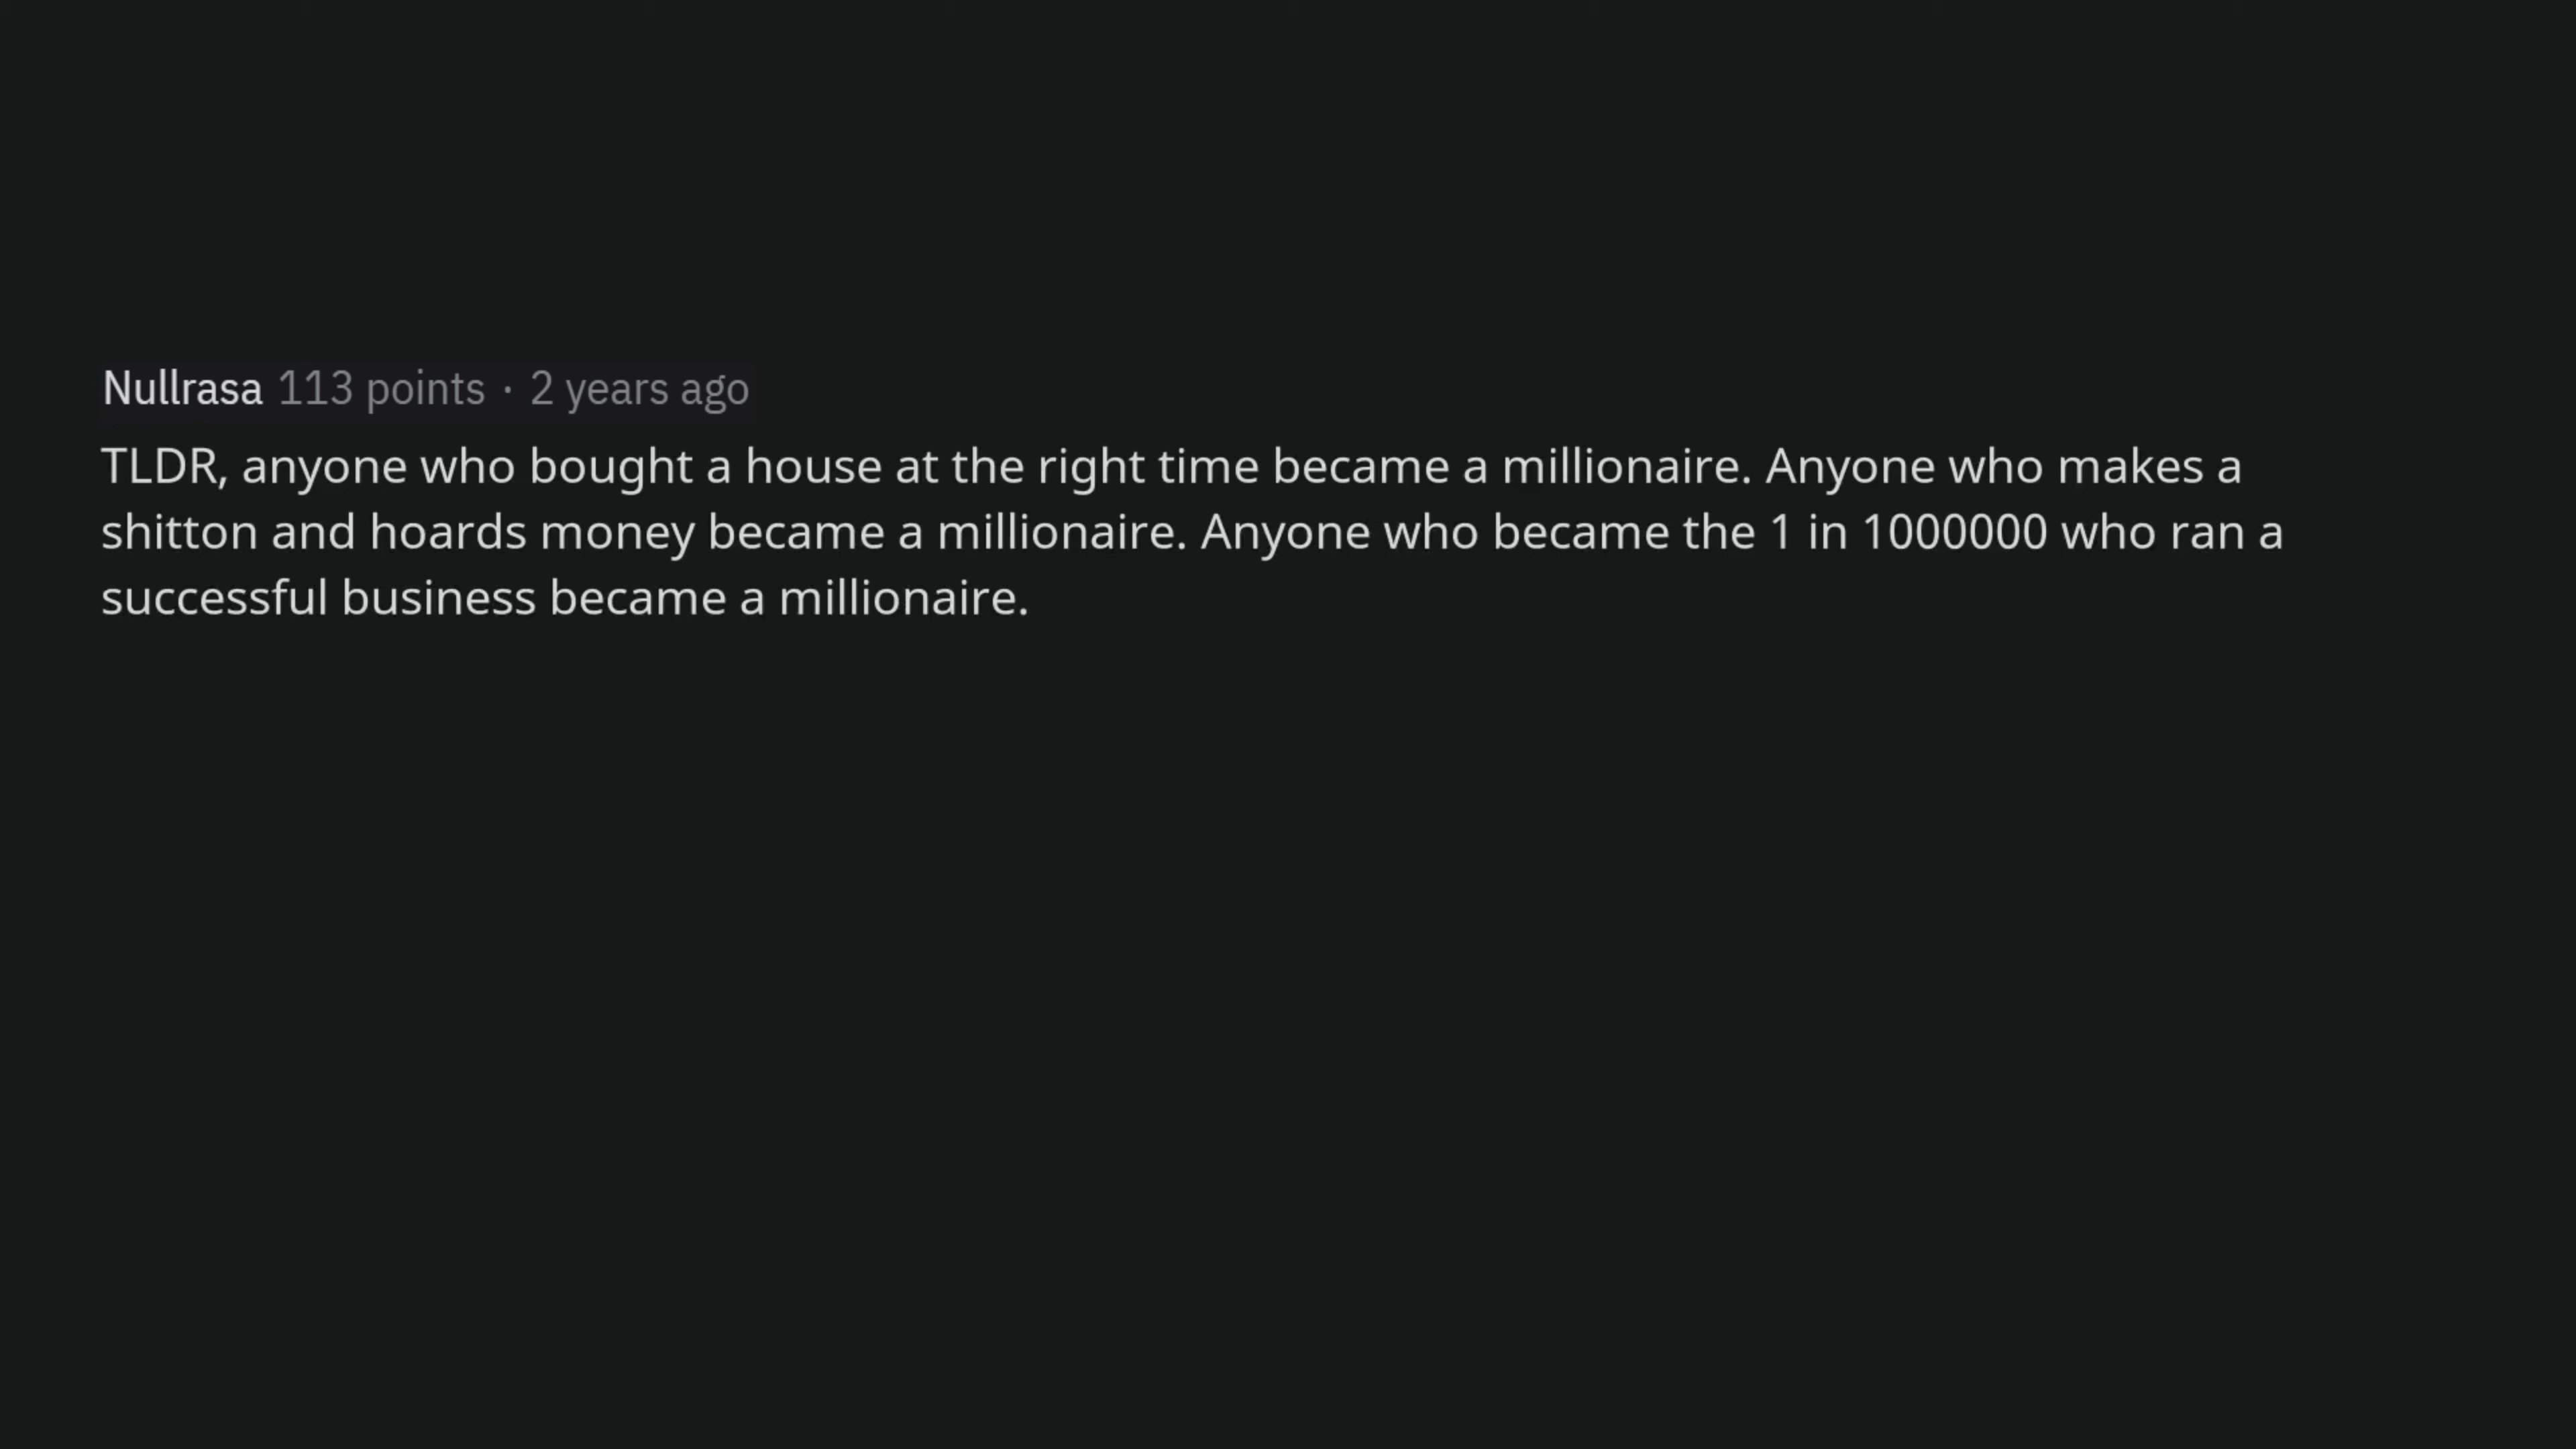 Nullrasa 113 points · 2 years ago
TLDR, anyone who bought a house at the right time became a millionaire. Anyone who makes a
shitton and hoards money became a millionaire. Anyone who became the 1 in 1000000 who ran a
successful business became a millionaire.